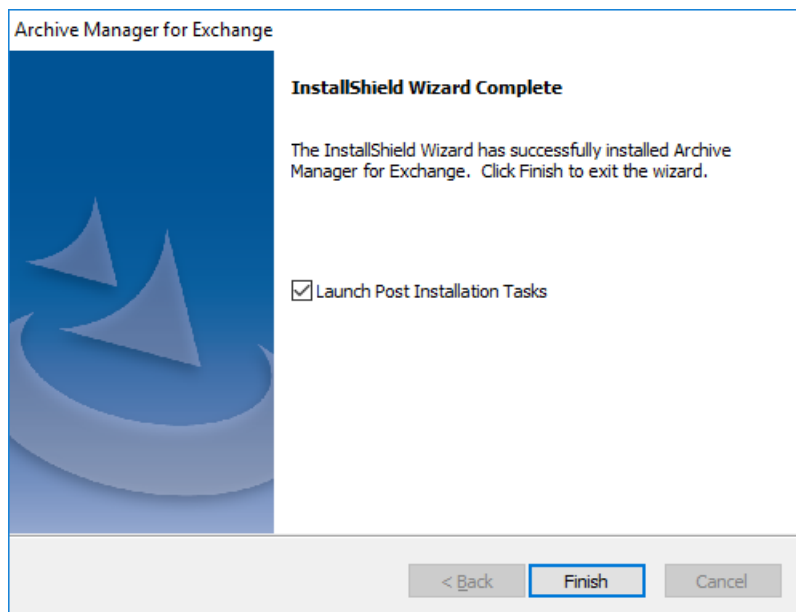 Archive Manager for Exchange
InstallShield Wizard Complete
The InstallShield Wizard has successfully installed Archive
Manager for Exchange.  Click Finish to exit the wizard.
Launch Post Installation Tasks
< Back
Finish
Cancel